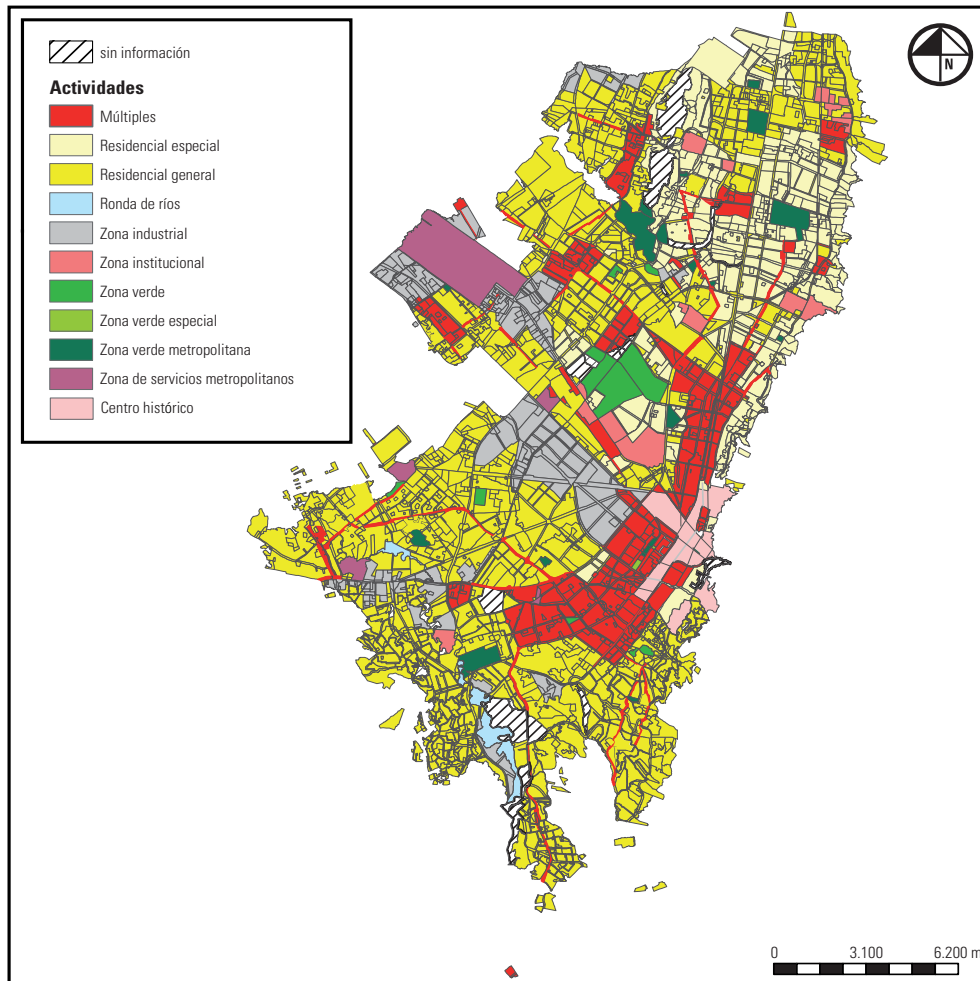 sin información
Actividades
Múltiples
Residencial especial
Residencial general
Ronda de ríos
Zona industrial
Zona institucional
Zona verde
Zona verde especial
Zona verde metropolitana
Zona de servicios metropolitanos
Centro histórico
N
0 3.100 6.200 m